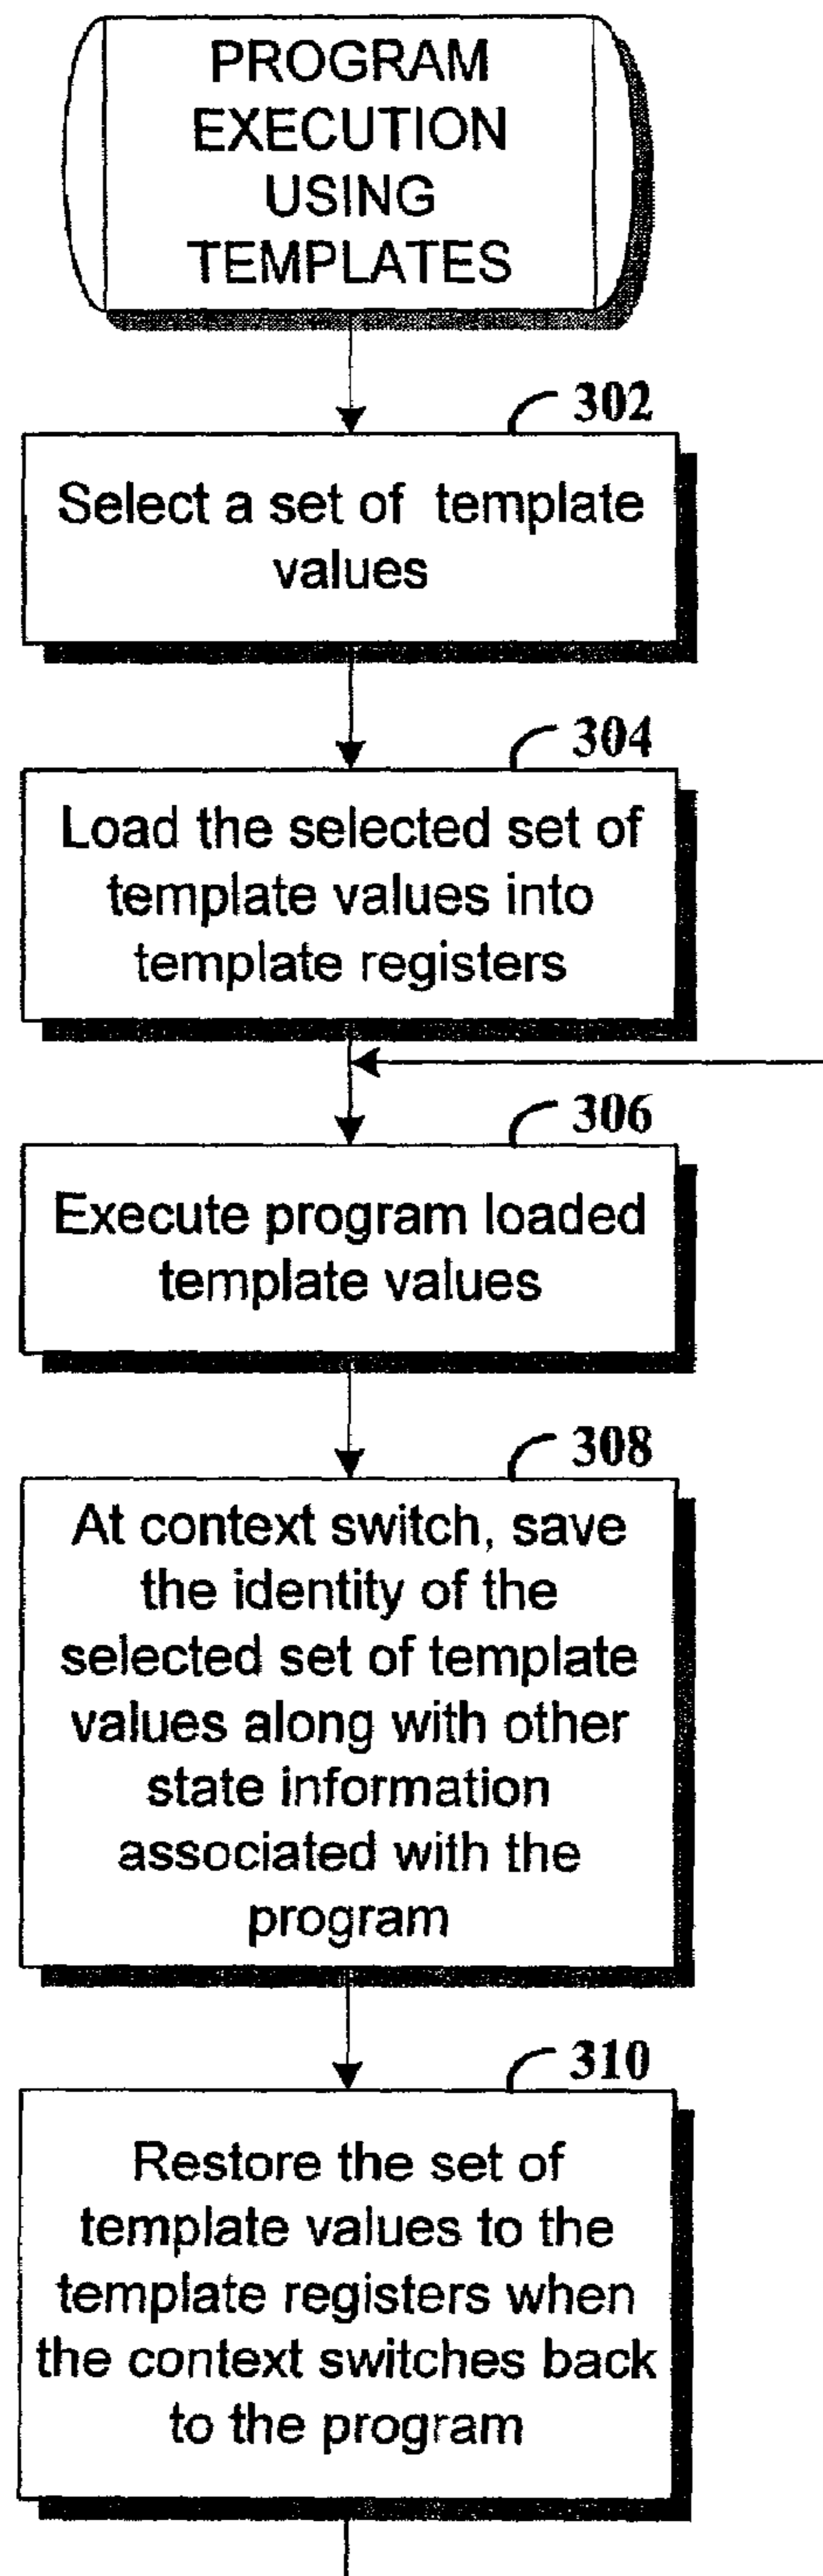 PROGRAM
EXECUTION
USING
TEMPLATES
302
Select a set of template
values
304
Load the selected set of
template values into
template registers
306
Execute program loaded
template values
308
At context switch, save
the identity of the
selected set of template
values along with other
state information
associated with the
program
310
Restore the set of
template values to the
template registers when
the context switches back
to the program